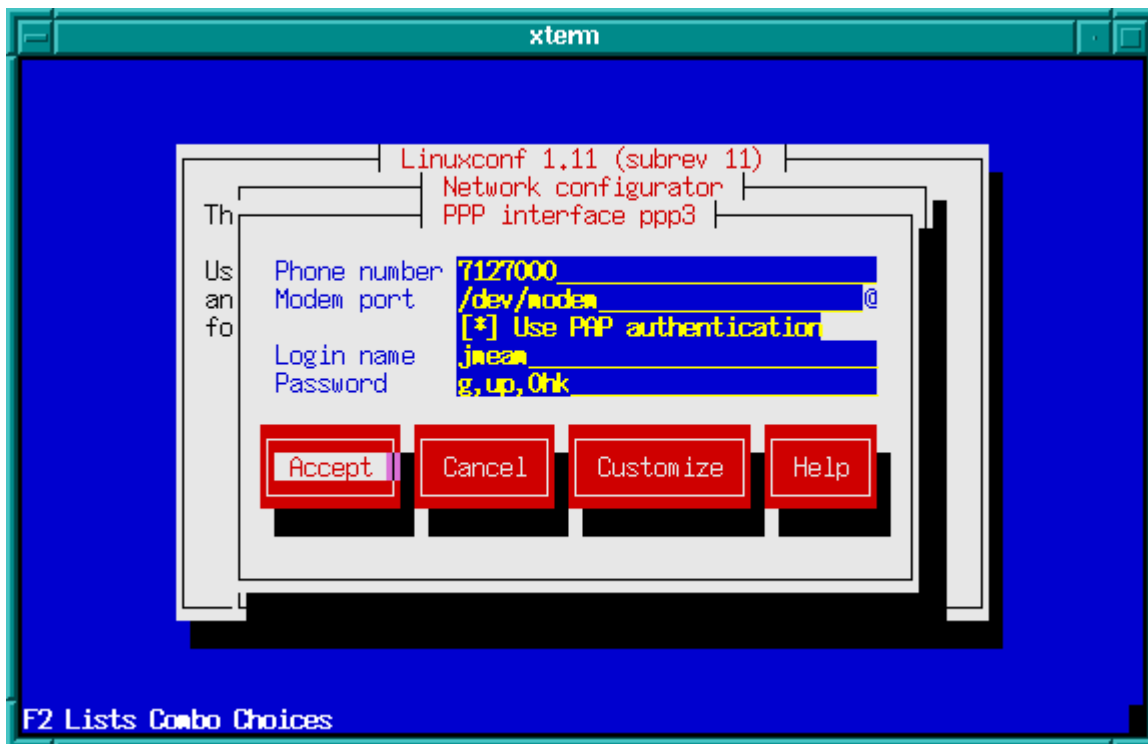 xterm
Linuxconf 1.11 (subrev 11)
Network configurator
PPP interface ppp3
Th
Us
an
fo
Phone number 7127000
Modem port /dev/modem @
[*] Use PAP authentication
Login name jmeam
Password g,up,0hk
Accept Cancel Customize Help
F2 Lists Combo Choices